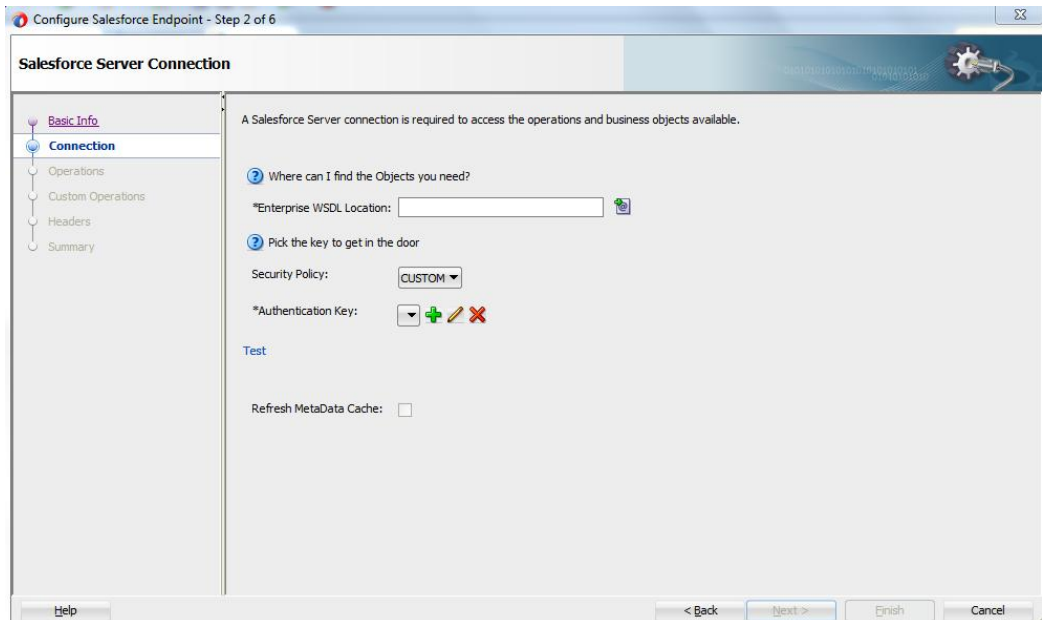 Configure Salesforce Endpoint - Step 2 of 6
Salesforce Server Connection
Basic Info
Connection
Operations
Custom Operations
Headers
Summary
A Salesforce Server connection is required to access the operations and business objects available.
Where can I find the Objects you need?
*Enterprise WSDL Location:
Pick the key to get in the door
Security Policy: CUSTOM
*Authentication Key:
Test
Refresh MetaData Cache:
Help < Back Next > Finish Cancel